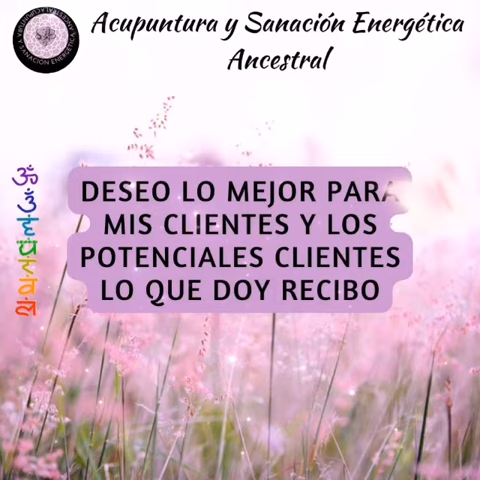 Acupuntura y Sanación Energética
Ancestral
DESEO LO MEJOR PARA
MIS CLIENTES Y LOS
POTENCIALES CLIENTES
LO QUE DOY RECIBO